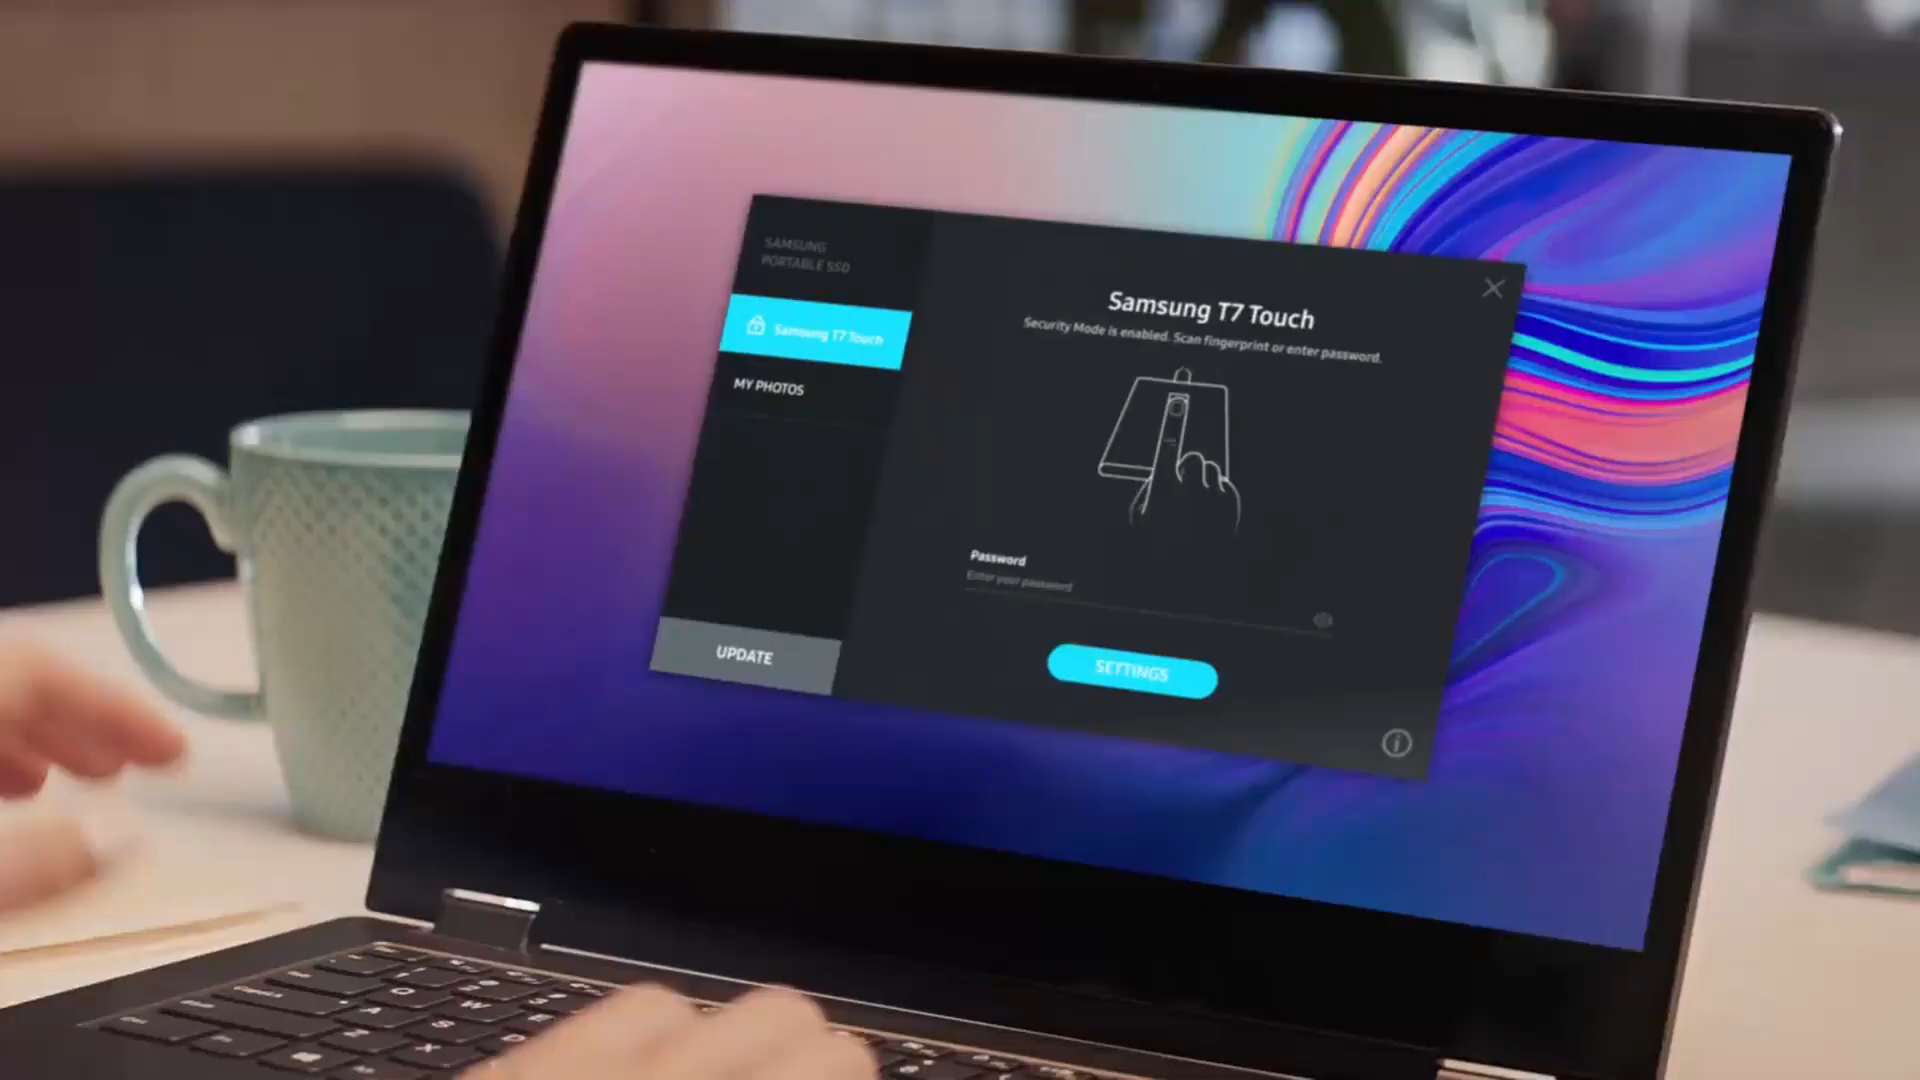 SAMSUNG
PORTABLE SSD
Samsung T7 Touch
MY PHOTOS
UPDATE
Samsung T7 Touch
Security Mode is enabled. Scan fingerprint or enter password.
Password
Enter your password
SETTINGS